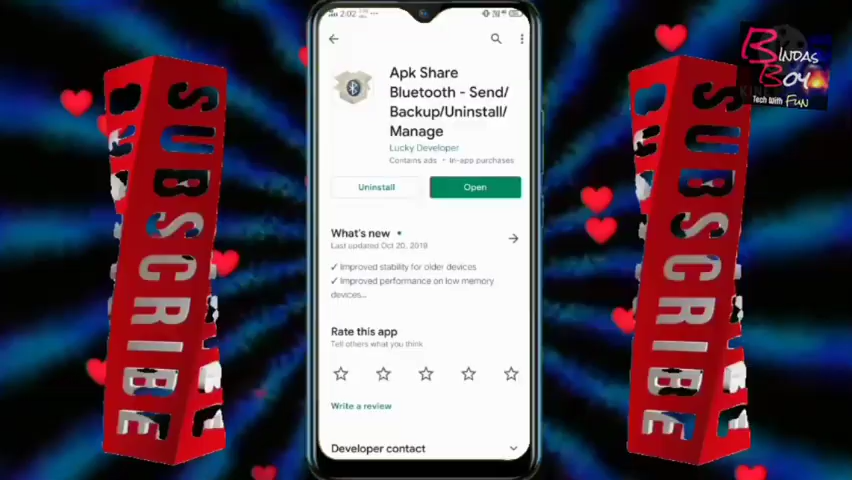 2:02
Apk Share
Bluetooth - Send/
Backup/Uninstall/
Manage
Lucky Developer
Contains ads • In-app purchases
Uninstall
Open
What's new •
Last updated Oct 20, 2019
✓ Improved stability for older devices
✓ Improved performance on low memory
devices...
Rate this app
Tell others what you think
Write a review
Developer contact
SUBSCRIBE
SUBSCRIBE
BINDAS
BOY
Tech With FUN